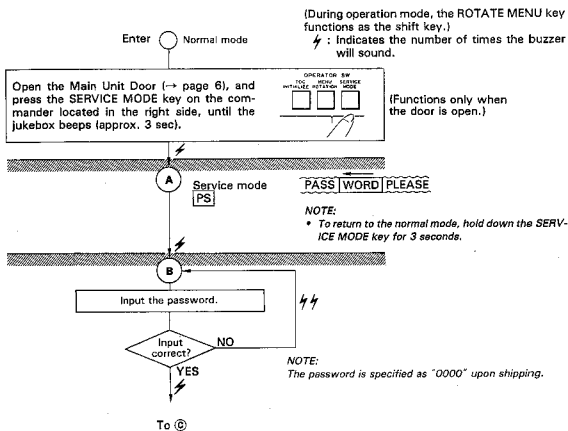 (During operation mode, the ROTATE MENU key
functions as the shift key.)
: Indicates the number of times the buzzer
will sound.
Enter Normal mode
Open the Main Unit Door (→ page 6), and
press the SERVICE MODE key on the com-
mander located in the right side, until the
jukebox beeps (approx. 3 sec).
OPERATOR SW
TOC MENU SERVICE
INITIALIZE ROTATION MODE
(Functions only when
the door is open.)
A
Service mode
PS
PASS WORD PLEASE
NOTE:
• To return to the normal mode, hold down the SERV-
ICE MODE key for 3 seconds.
B
Input the password.
Input
correct?
NO
YES
NOTE:
The password is specified as "0000" upon shipping.
To Ⓒ